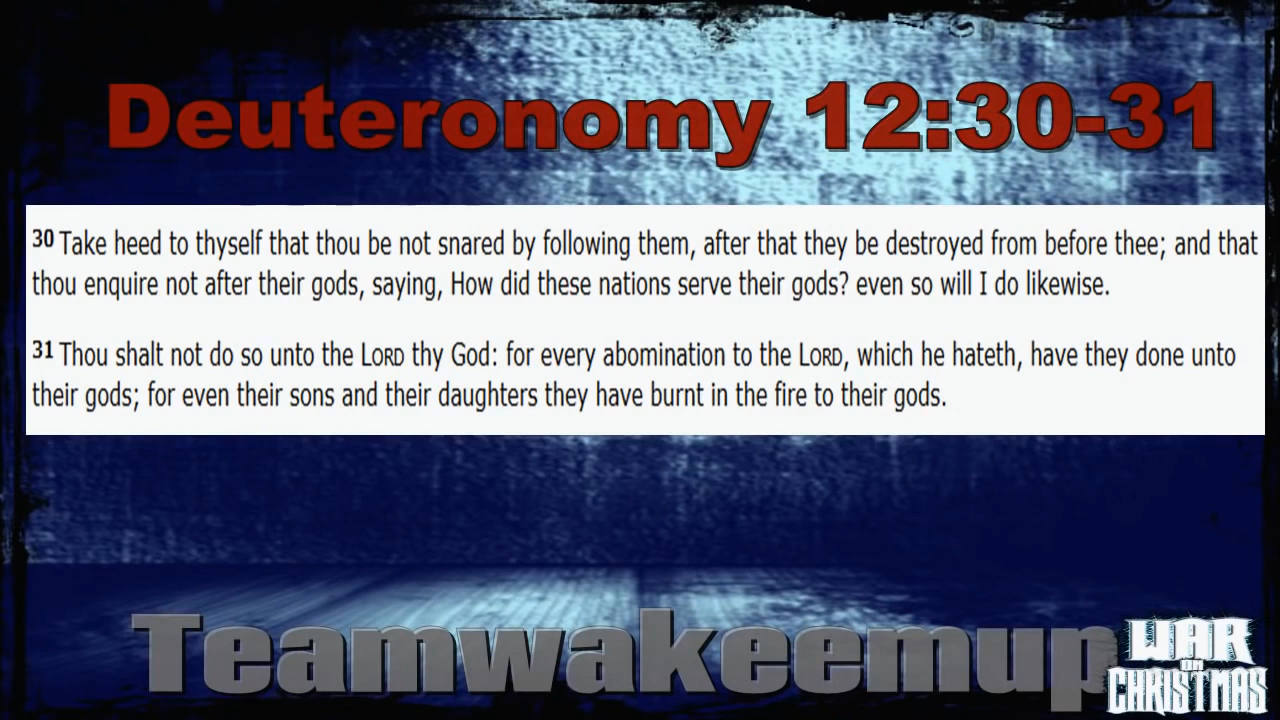 Deuteronomy 12:30-31
30 Take heed to thyself that thou be not snared by following them, after that they be destroyed from before thee; and that
thou enquire not after their gods, saying, How did these nations serve their gods? even so will I do likewise.
31 Thou shalt not do so unto the LORD thy God: for every abomination to the LORD, which he hateth, have they done unto
their gods; for even their sons and their daughters they have burnt in the fire to their gods.
Teamwakeemup
WAR
ON
CHRISTMAS